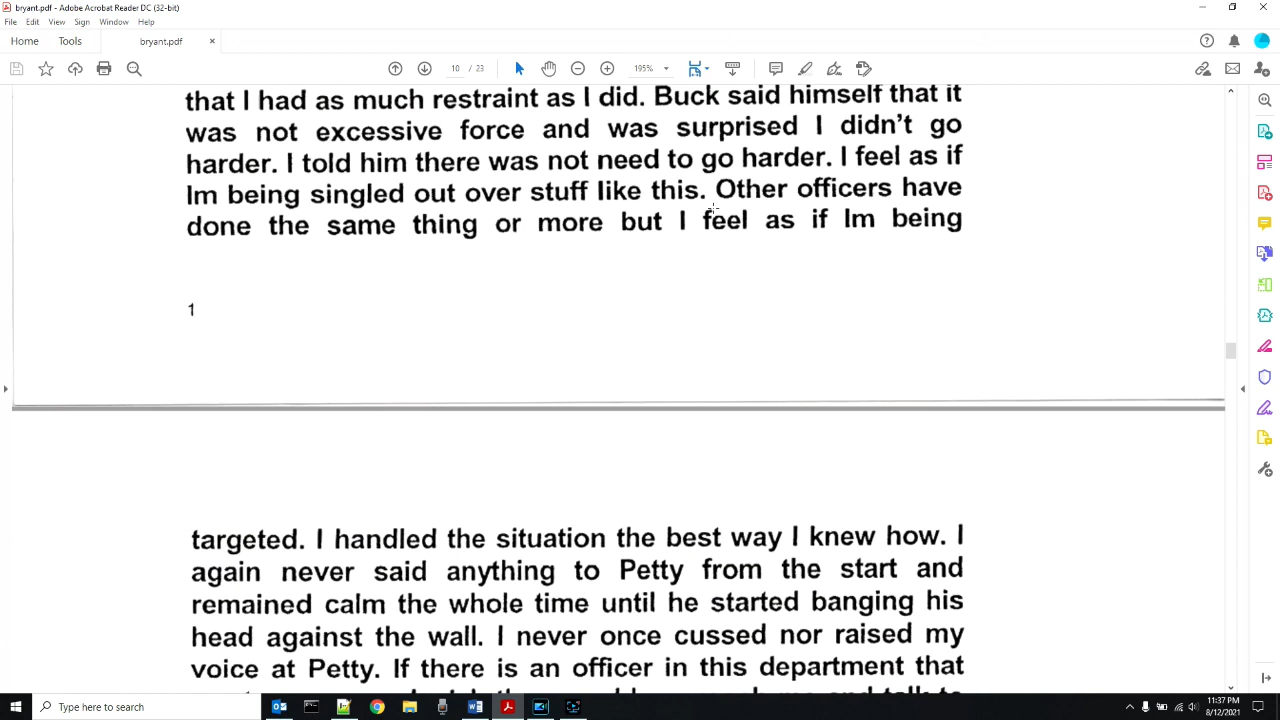 bryant.pdf - Adobe Acrobat Reader DC (32-bit)
File Edit View Sign Window Help
Home Tools bryant.pdf ×
10 / 23 195%
that I had as much restraint as I did. Buck said himself that it
was not excessive force and was surprised I didn't go
harder. I told him there was not need to go harder. I feel as if
Im being singled out over stuff like this. Other officers have
done the same thing or more but I feel as if Im being
1
targeted. I handled the situation the best way I knew how. I
again never said anything to Petty from the start and
remained calm the whole time until he started banging his
head against the wall. I never once cussed nor raised my
voice at Petty. If there is an officer in this department that
Type here to search
11:37 PM
8/12/2021